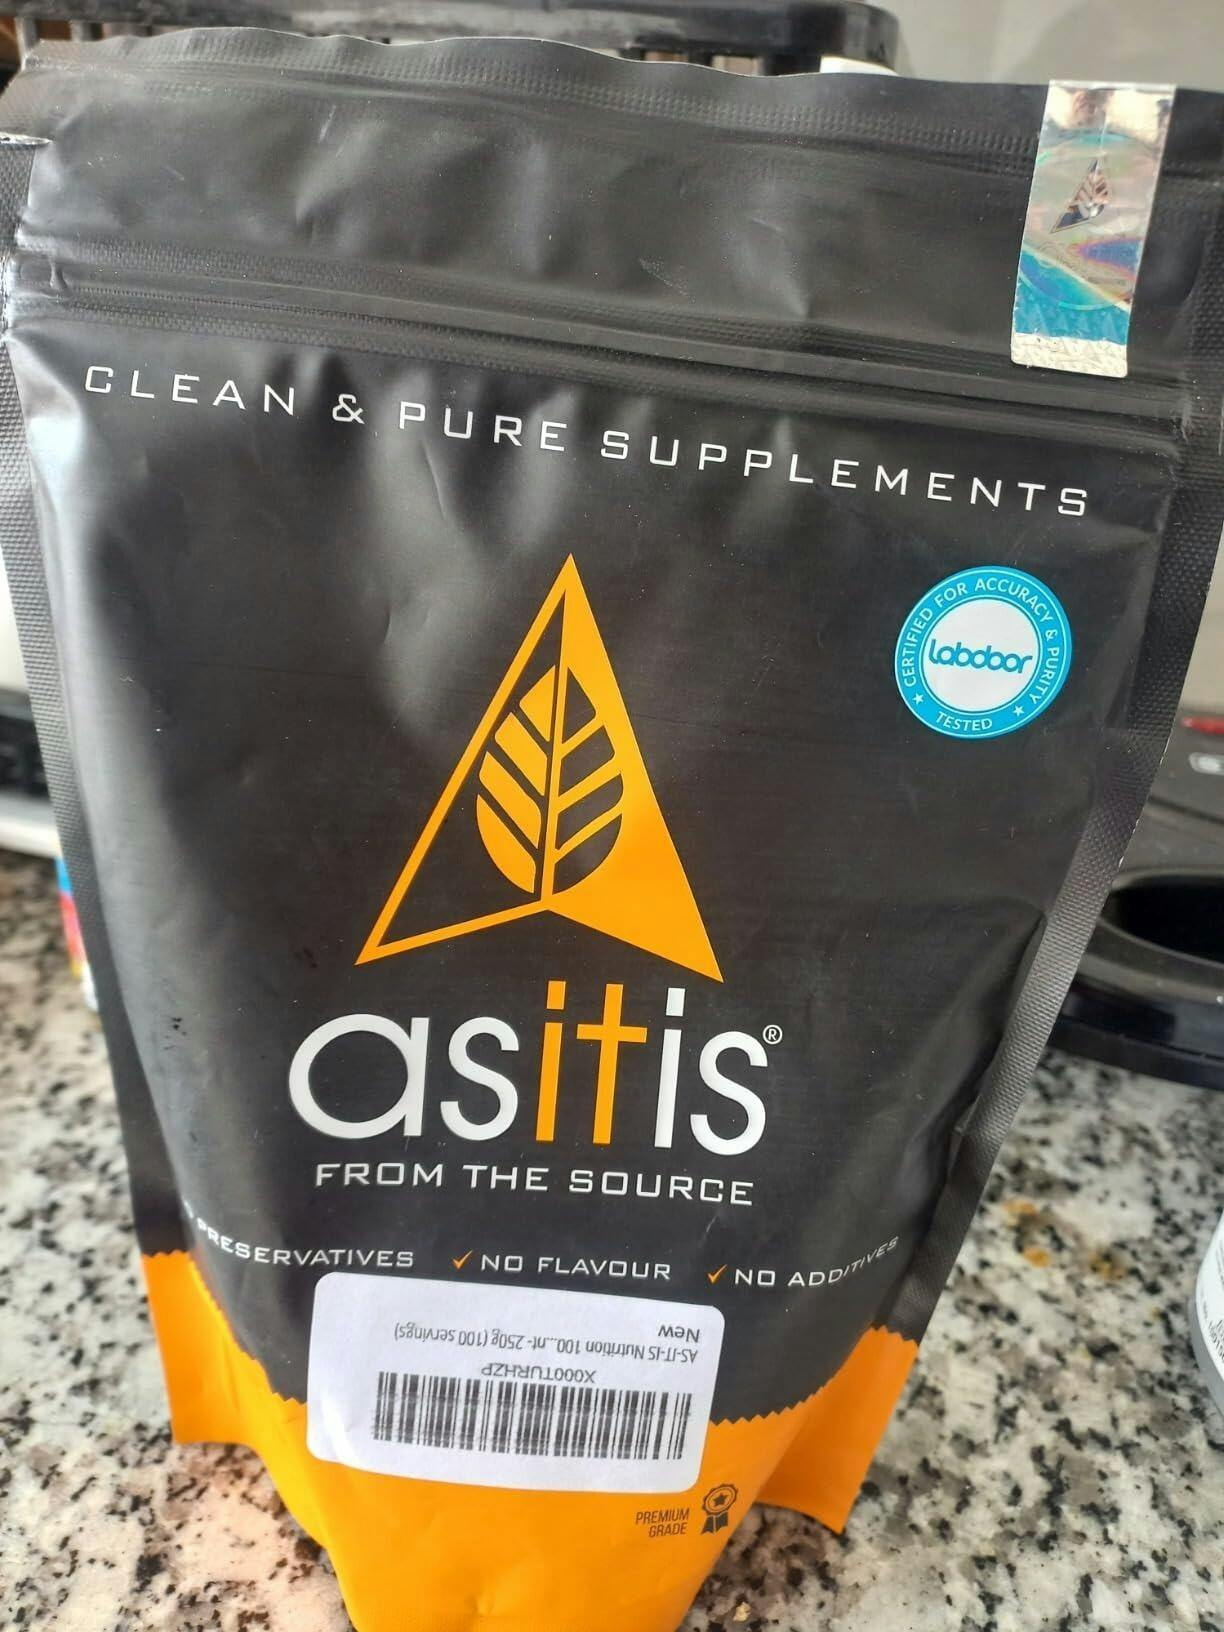 CLEAN & PURE SUPPLEMENTS
CERTIFIED FOR ACCURACY & PURITY
labdoor
TESTED
asitis®
FROM THE SOURCE
PRESERVATIVES ✓ NO FLAVOUR ✓ NO ADDITIVES
X000TURHZP
AS-IT-IS Nutrition 100...nt- 250g (100 servings)
New
PREMIUM
GRADE